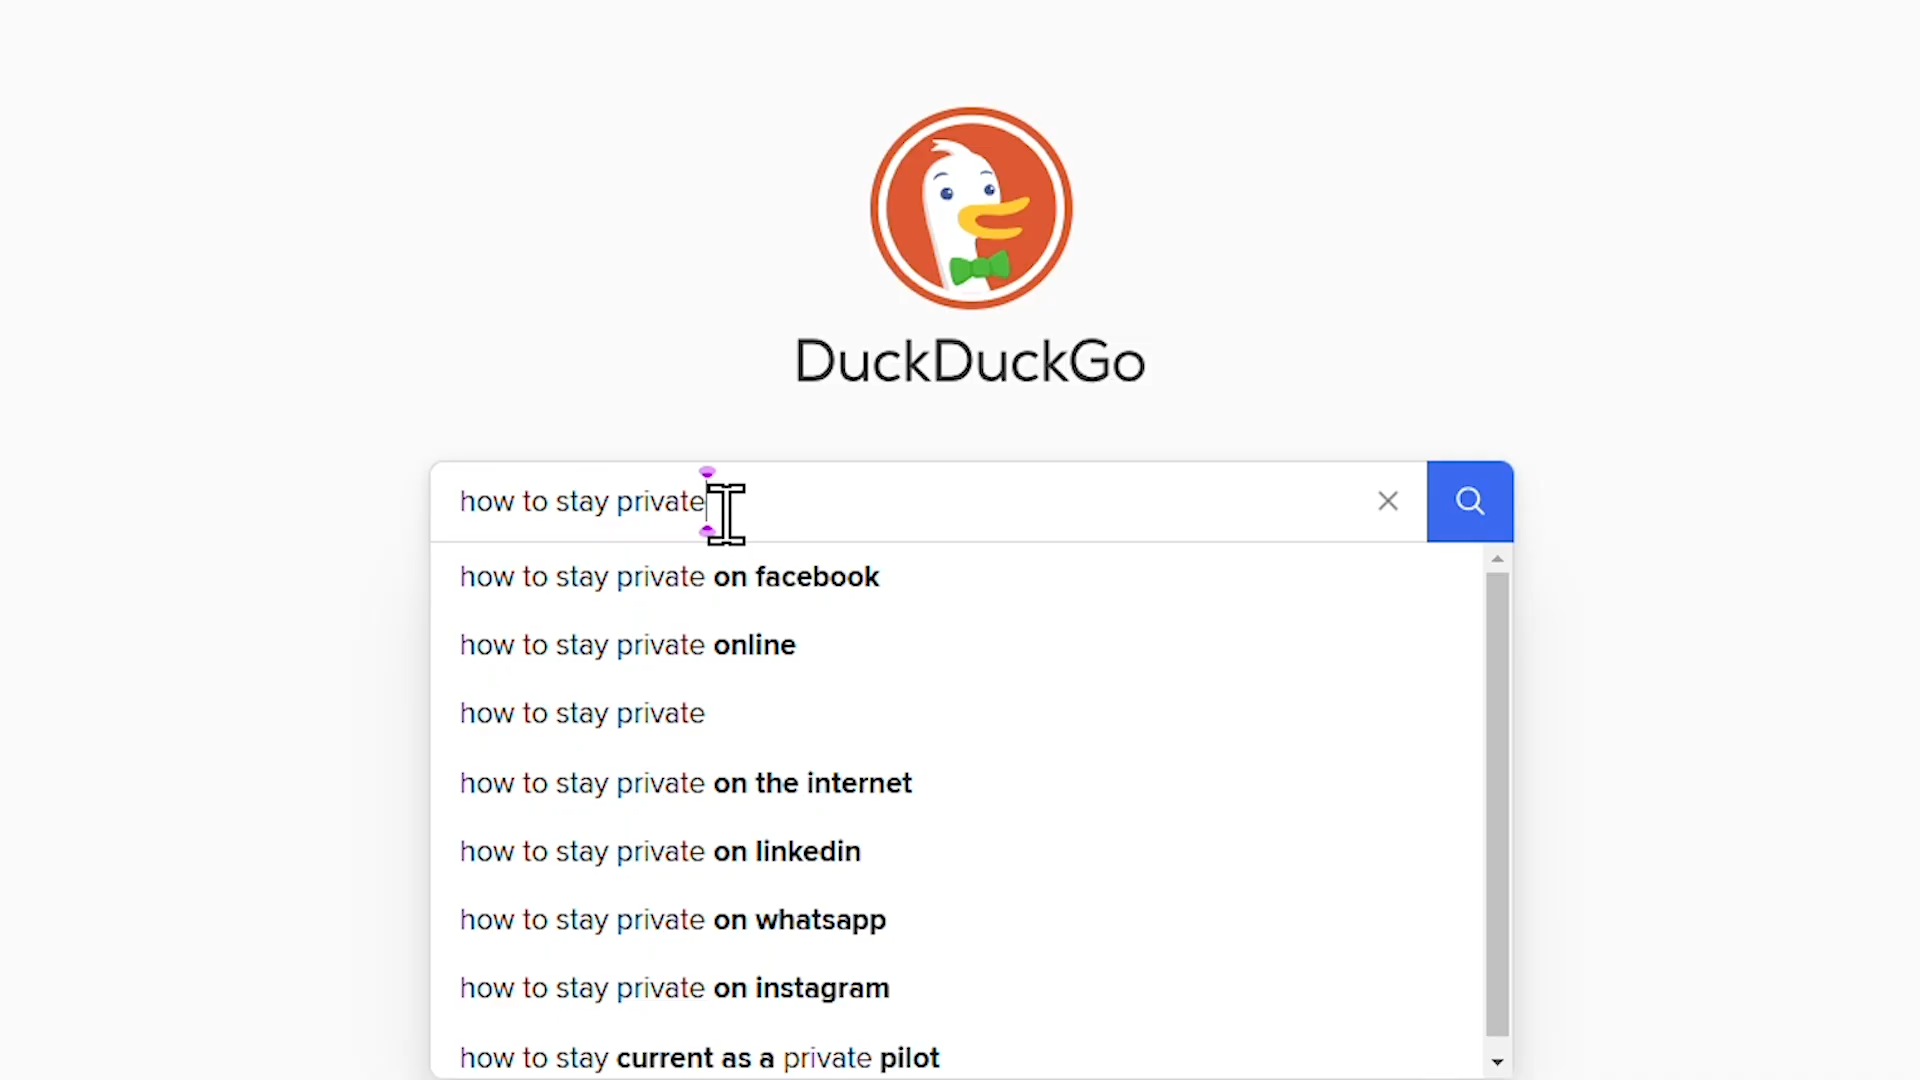 DuckDuckGo
how to stay private
how to stay private on facebook
how to stay private online
how to stay private
how to stay private on the internet
how to stay private on linkedin
how to stay private on whatsapp
how to stay private on instagram
how to stay current as a private pilot